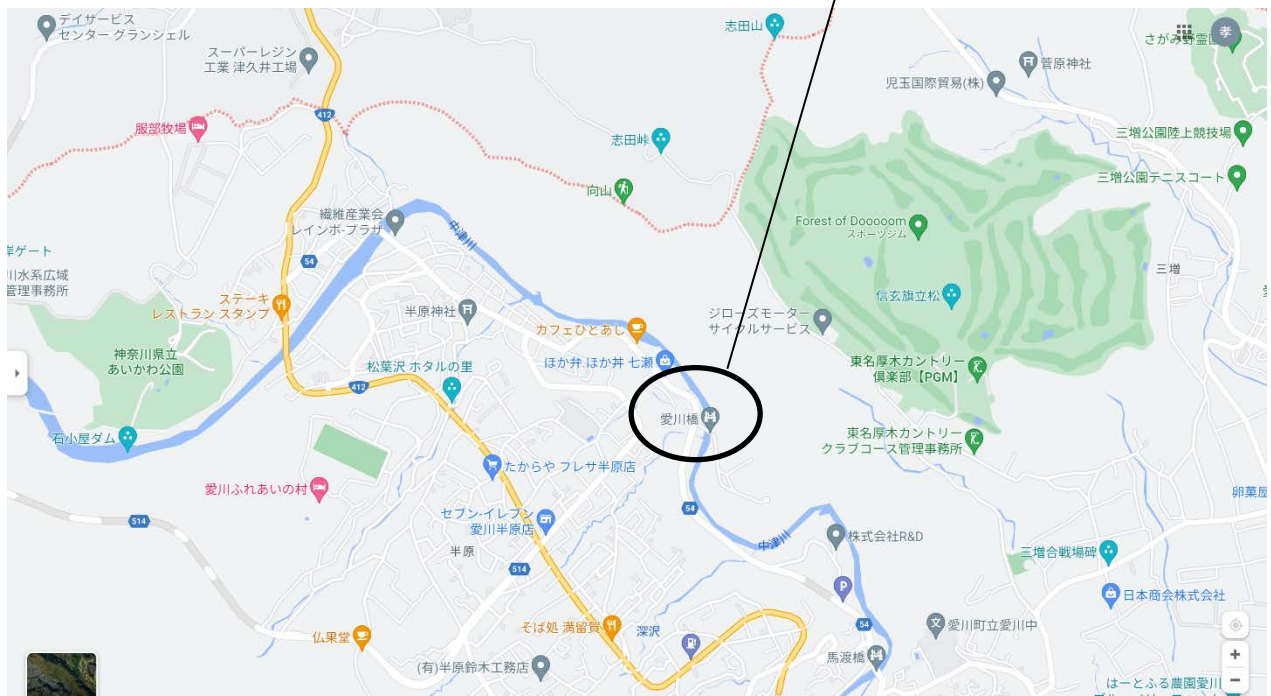 デイサービス
センター グランシェル
志田山
孝
さがみ野霊園
スーパーレジン
工業 津久井工場
菅原神社
児玉国際貿易(株)
412
服部牧場
志田峠
三増公園陸上競技場
向山
三増公園テニスコート
繊維産業会
レインボープラザ
中津川
Forest of Dooooom
スポーツジム
岸ゲート
川水系広域
管理事務所
54
三増
ステーキ
レストラン スタンプ
信玄旗立松
半原神社
ジローズモーター
サイクルサービス
カフェひとあじ
神奈川県立
あいかわ公園
松葉沢 ホタルの里
ほか弁.ほか丼 七瀬
東名厚木カントリー
倶楽部【PGM】
412
愛川橋
石小屋ダム
東名厚木カントリー
クラブコース管理事務所
たからや フレサ半原店
愛川ふれあいの村
卵菓屋
514
セブン-イレブン
愛川半原店
54
中津川
株式会社R&D
半原
三増合戦場碑
514
P
日本商会株式会社
そば処 満留賀
深沢
54
愛川町立愛川中
仏果堂
馬渡橋
(有)半原鈴木工務店
はーとふる農園愛川